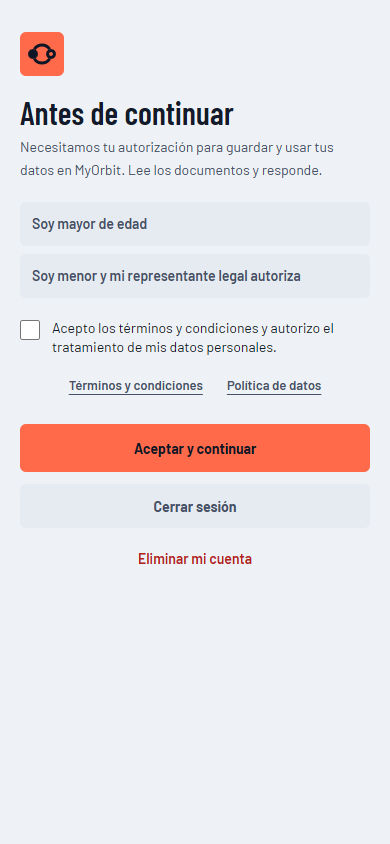 Antes de continuar
Necesitamos tu autorización para guardar y usar tus
datos en MyOrbit. Lee los documentos y responde.
Soy mayor de edad
Soy menor y mi representante legal autoriza
Acepto los términos y condiciones y autorizo el
tratamiento de mis datos personales.
Términos y condiciones Política de datos
Aceptar y continuar
Cerrar sesión
Eliminar mi cuenta